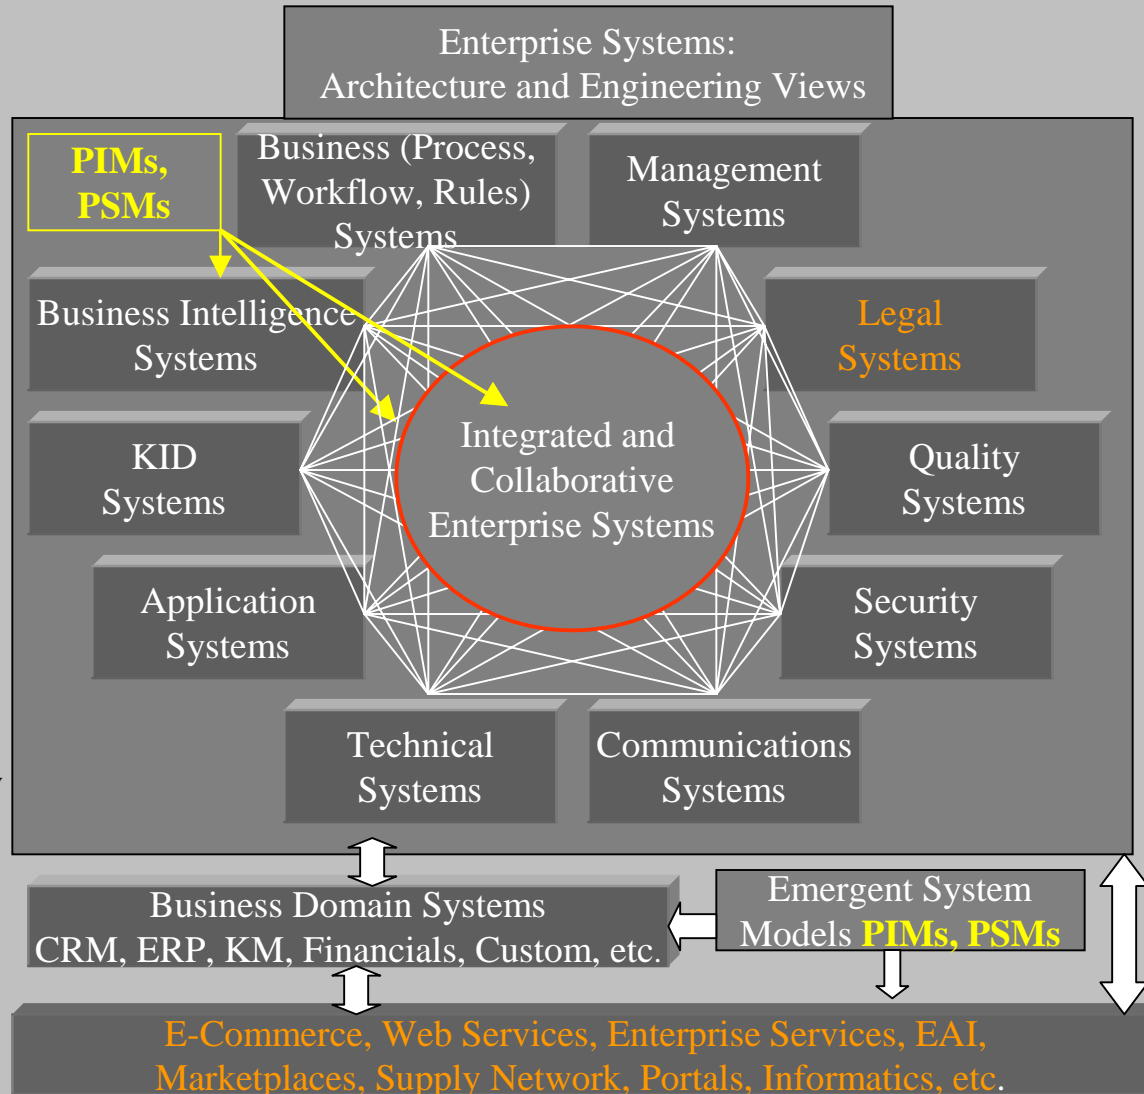 Enterprise Systems:
Architecture and Engineering Views
PIMs,
PSMs
Business (Process,
Workflow, Rules)
Systems
Management
Systems
Business Intelligence
Systems
Legal
Systems
KID
Systems
Integrated and
Collaborative
Enterprise Systems
Quality
Systems
Application
Systems
Security
Systems
Technical
Systems
Communications
Systems
Business Domain Systems
CRM, ERP, KM, Financials, Custom, etc.
Emergent System
Models PIMs, PSMs
E-Commerce, Web Services, Enterprise Services, EAI,
Marketplaces, Supply Network, Portals, Informatics, etc.